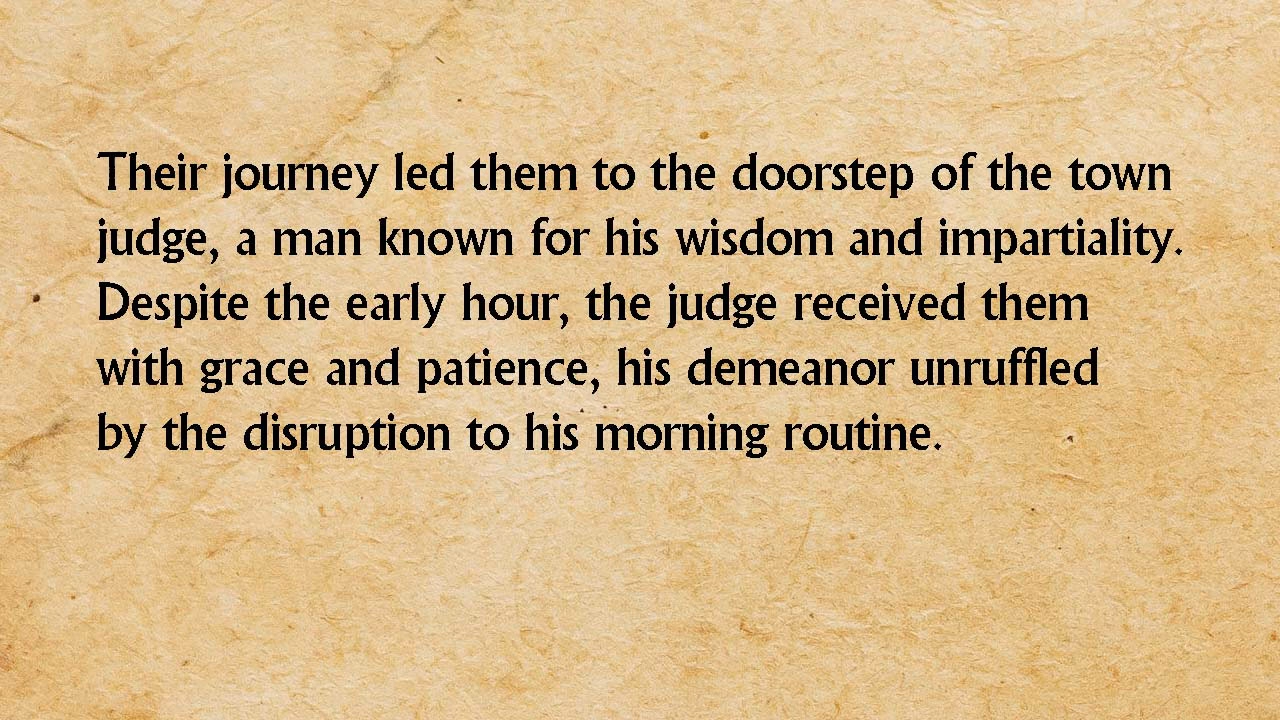 Their journey led them to the doorstep of the town
judge, a man known for his wisdom and impartiality.
Despite the early hour, the judge received them
with grace and patience, his demeanor unruffled
by the disruption to his morning routine.